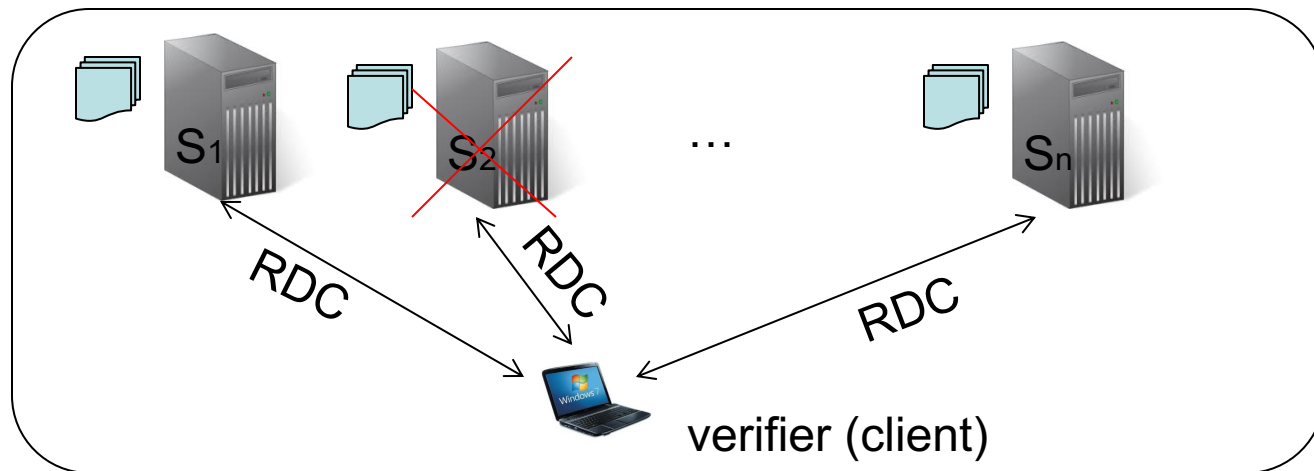 S1
S2
…
Sn
RDC
RDC
RDC
Windows 7
verifier (client)